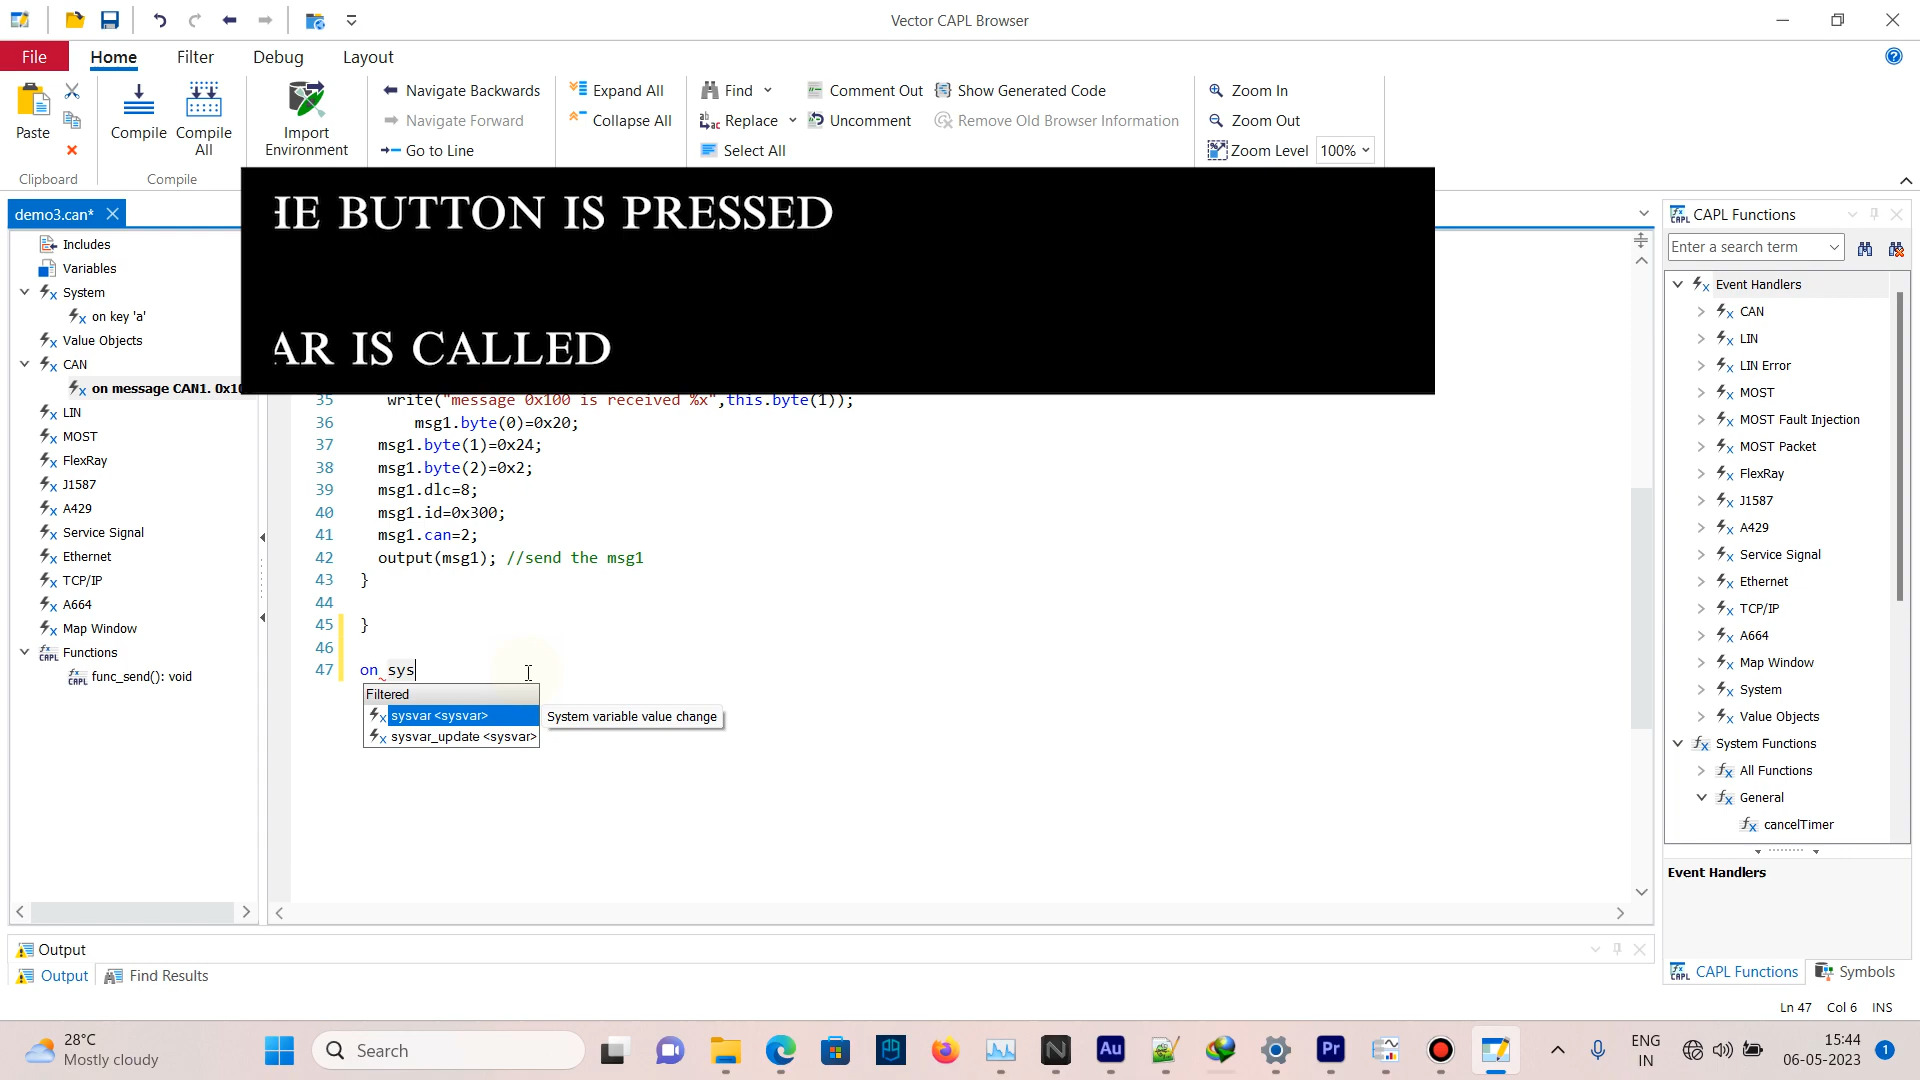 Vector CAPL Browser
File
Home
Filter
Debug
Layout
Paste
Compile
Compile All
Import Environment
Navigate Backwards
Navigate Forward
Go to Line
Expand All
Collapse All
Find
Replace
Select All
Comment Out
Uncomment
Show Generated Code
Remove Old Browser Information
Zoom In
Zoom Out
Zoom Level 100%
Clipboard
Compile
HE BUTTON IS PRESSED
AR IS CALLED
demo3.can*
Includes
Variables
System
on key 'a'
Value Objects
CAN
on message CAN1. 0x10
LIN
MOST
FlexRay
J1587
A429
Service Signal
Ethernet
TCP/IP
A664
Map Window
Functions
func_send(): void
35 write("message 0x100 is received %x",this.byte(1));
36 msg1.byte(0)=0x20;
37 msg1.byte(1)=0x24;
38 msg1.byte(2)=0x2;
39 msg1.dlc=8;
40 msg1.id=0x300;
41 msg1.can=2;
42 output(msg1); //send the msg1
43 }
44
45 }
46
47 on sys
Filtered
sysvar <sysvar>
sysvar_update <sysvar>
System variable value change
CAPL Functions
Enter a search term
Event Handlers
CAN
LIN
LIN Error
MOST
MOST Fault Injection
MOST Packet
FlexRay
J1587
A429
Service Signal
Ethernet
TCP/IP
A664
Map Window
System
Value Objects
System Functions
All Functions
General
cancelTimer
Event Handlers
CAPL Functions
Symbols
Output
Output
Find Results
Ln 47 Col 6 INS
28°C
Mostly cloudy
Search
ENG
IN
15:44
06-05-2023
1